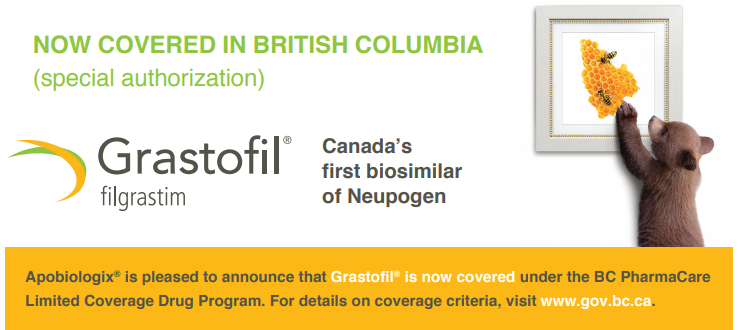 NOW COVERED IN BRITISH COLUMBIA
(special authorization)
Grastofil®
filgrastim
Canada’s
first biosimilar
of Neupogen
Apobiologix® is pleased to announce that Grastofil® is now covered under the BC PharmaCare
Limited Coverage Drug Program. For details on coverage criteria, visit www.gov.bc.ca.